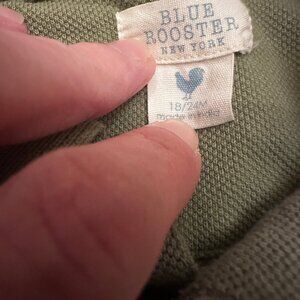 BLUE
ROOSTER
NEW YORK
18/24M
made in India